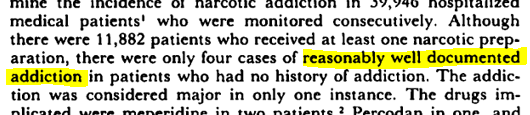 mine the incidence of narcotic addiction in 39,946 hospitalized
medical patients¹ who were monitored consecutively. Although
there were 11,882 patients who received at least one narcotic prep-
aration, there were only four cases of reasonably well documented
addiction in patients who had no history of addiction. The addic-
tion was considered major in only one instance. The drugs im-
plicated were meperidine in two patients,² Percodan in one, and